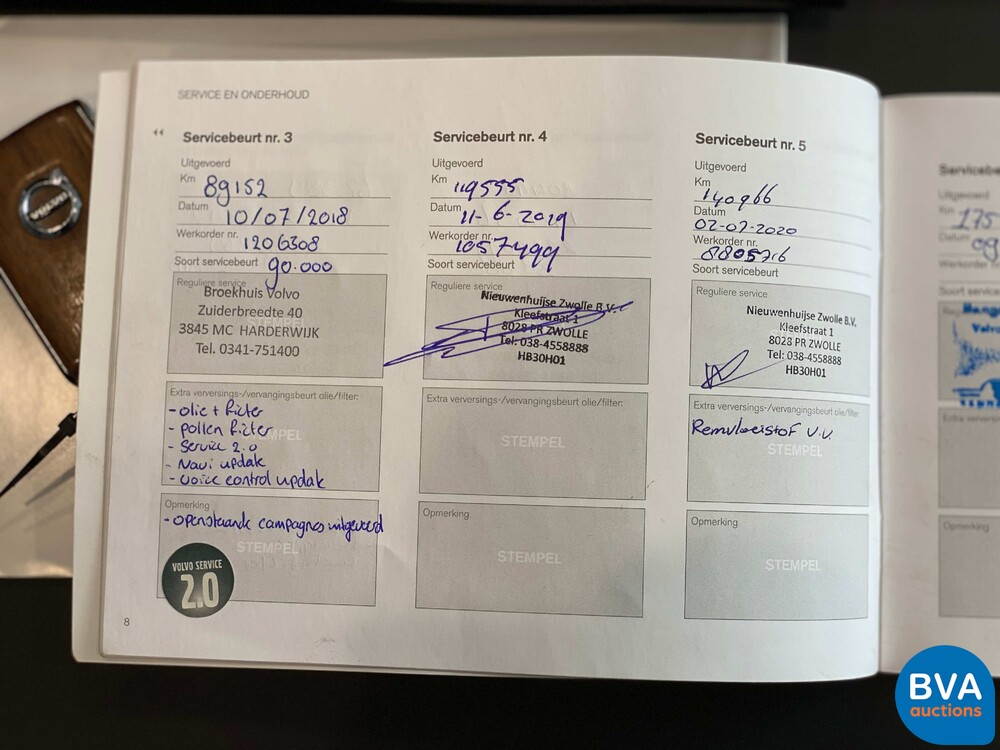 SERVICE EN ONDERHOUD
Servicebeurt nr. 3
Uitgevoerd
Km 89152
Datum 10/07/2018
Werkorder nr. 1206308
Soort servicebeurt 90.000
Reguliere service
Broekhuis Volvo
Zuiderbreedte 40
3845 MC HARDERWIJK
Tel. 0341-751400
Extra verversings-/vervangingsbeurt olie/filter:
- olie + filter
- pollen filter
- Service 2.0
- Navi updak
- Voice control updak
STEMPEL
Opmerking
- openstaande campagnes uitgevoerd
STEMPEL
VOLVO SERVICE
2.0
8
Servicebeurt nr. 4
Uitgevoerd
Km 119555
Datum 11-6-2019
Werkorder nr. 1057499
Soort servicebeurt
Reguliere service
Nieuwenhuijse Zwolle B.V.
Kleefstraat 1
8028 PR ZWOLLE
Tel: 038-4558888
HB30H01
Extra verversings-/vervangingsbeurt olie/filter:
STEMPEL
Opmerking
STEMPEL
Servicebeurt nr. 5
Uitgevoerd
Km 140966
Datum
02-07-2020
Werkorder nr.
Soort servicebeurt
Reguliere service
Nieuwenhuijse Zwolle B.V.
Kleefstraat 1
8028 PR ZWOLLE
Tel: 038-4558888
HB30H01
Extra verversings-/vervangingsbeurt olie/filter:
Remvloeistof v.v.
STEMPEL
Opmerking
STEMPEL
Uitgevoerd
Km 175
Datum
Werkorder
Opmerking
VOLVO
BVA
auctions